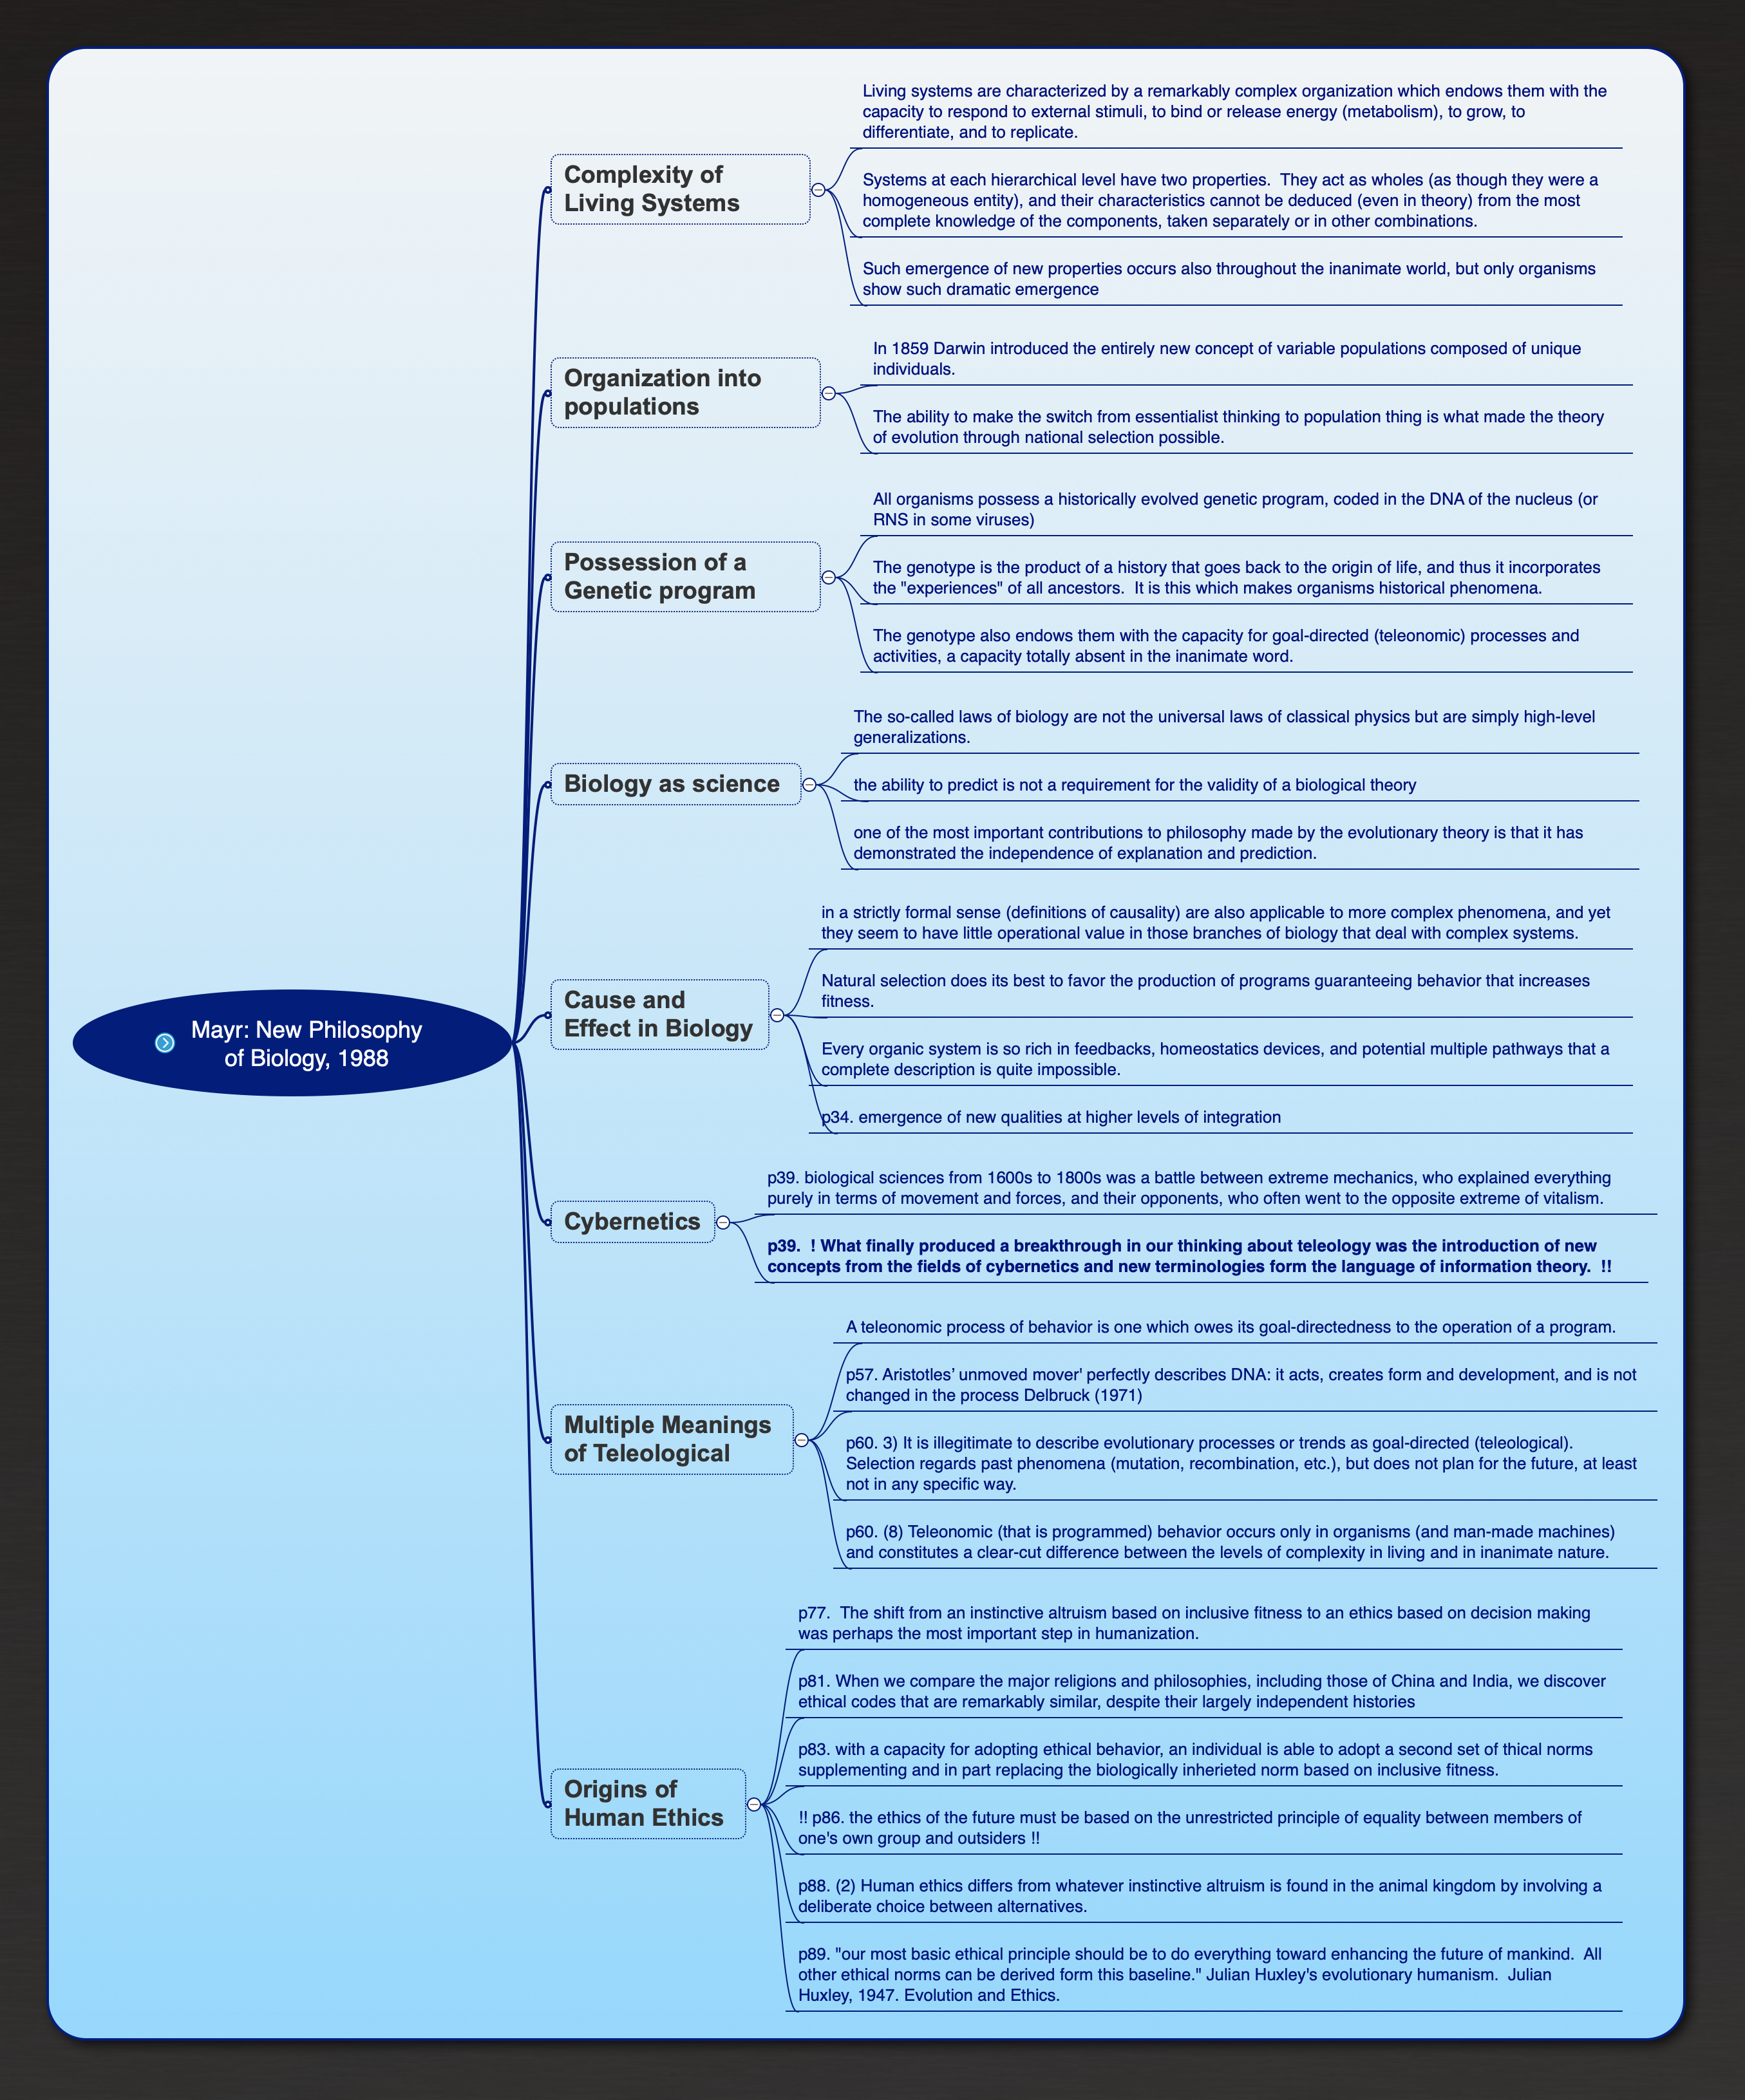 Mayr: New Philosophy
of Biology, 1988
Complexity of
Living Systems
Living systems are characterized by a remarkably complex organization which endows them with the
capacity to respond to external stimuli, to bind or release energy (metabolism), to grow, to
differentiate, and to replicate.
Systems at each hierarchical level have two properties.  They act as wholes (as though they were a
homogeneous entity), and their characteristics cannot be deduced (even in theory) from the most
complete knowledge of the components, taken separately or in other combinations.
Such emergence of new properties occurs also throughout the inanimate world, but only organisms
show such dramatic emergence
Organization into
populations
In 1859 Darwin introduced the entirely new concept of variable populations composed of unique
individuals.
The ability to make the switch from essentialist thinking to population thing is what made the theory
of evolution through national selection possible.
Possession of a
Genetic program
All organisms possess a historically evolved genetic program, coded in the DNA of the nucleus (or
RNS in some viruses)
The genotype is the product of a history that goes back to the origin of life, and thus it incorporates
the "experiences" of all ancestors.  It is this which makes organisms historical phenomena.
The genotype also endows them with the capacity for goal-directed (teleonomic) processes and
activities, a capacity totally absent in the inanimate word.
Biology as science
The so-called laws of biology are not the universal laws of classical physics but are simply high-level
generalizations.
the ability to predict is not a requirement for the validity of a biological theory
one of the most important contributions to philosophy made by the evolutionary theory is that it has
demonstrated the independence of explanation and prediction.
Cause and
Effect in Biology
in a strictly formal sense (definitions of causality) are also applicable to more complex phenomena, and yet
they seem to have little operational value in those branches of biology that deal with complex systems.
Natural selection does its best to favor the production of programs guaranteeing behavior that increases
fitness.
Every organic system is so rich in feedbacks, homeostatics devices, and potential multiple pathways that a
complete description is quite impossible.
p34. emergence of new qualities at higher levels of integration
Cybernetics
p39. biological sciences from 1600s to 1800s was a battle between extreme mechanics, who explained everything
purely in terms of movement and forces, and their opponents, who often went to the opposite extreme of vitalism.
p39.  ! What finally produced a breakthrough in our thinking about teleology was the introduction of new
concepts from the fields of cybernetics and new terminologies form the language of information theory.  !!
Multiple Meanings
of Teleological
A teleonomic process of behavior is one which owes its goal-directedness to the operation of a program.
p57. Aristotles’ unmoved mover' perfectly describes DNA: it acts, creates form and development, and is not
changed in the process Delbruck (1971)
p60. 3) It is illegitimate to describe evolutionary processes or trends as goal-directed (teleological).
Selection regards past phenomena (mutation, recombination, etc.), but does not plan for the future, at least
not in any specific way.
p60. (8) Teleonomic (that is programmed) behavior occurs only in organisms (and man-made machines)
and constitutes a clear-cut difference between the levels of complexity in living and in inanimate nature.
Origins of
Human Ethics
p77.  The shift from an instinctive altruism based on inclusive fitness to an ethics based on decision making
was perhaps the most important step in humanization.
p81. When we compare the major religions and philosophies, including those of China and India, we discover
ethical codes that are remarkably similar, despite their largely independent histories
p83. with a capacity for adopting ethical behavior, an individual is able to adopt a second set of thical norms
supplementing and in part replacing the biologically inherieted norm based on inclusive fitness.
!! p86. the ethics of the future must be based on the unrestricted principle of equality between members of
one's own group and outsiders !!
p88. (2) Human ethics differs from whatever instinctive altruism is found in the animal kingdom by involving a
deliberate choice between alternatives.
p89. "our most basic ethical principle should be to do everything toward enhancing the future of mankind.  All
other ethical norms can be derived form this baseline." Julian Huxley's evolutionary humanism.  Julian
Huxley, 1947. Evolution and Ethics.